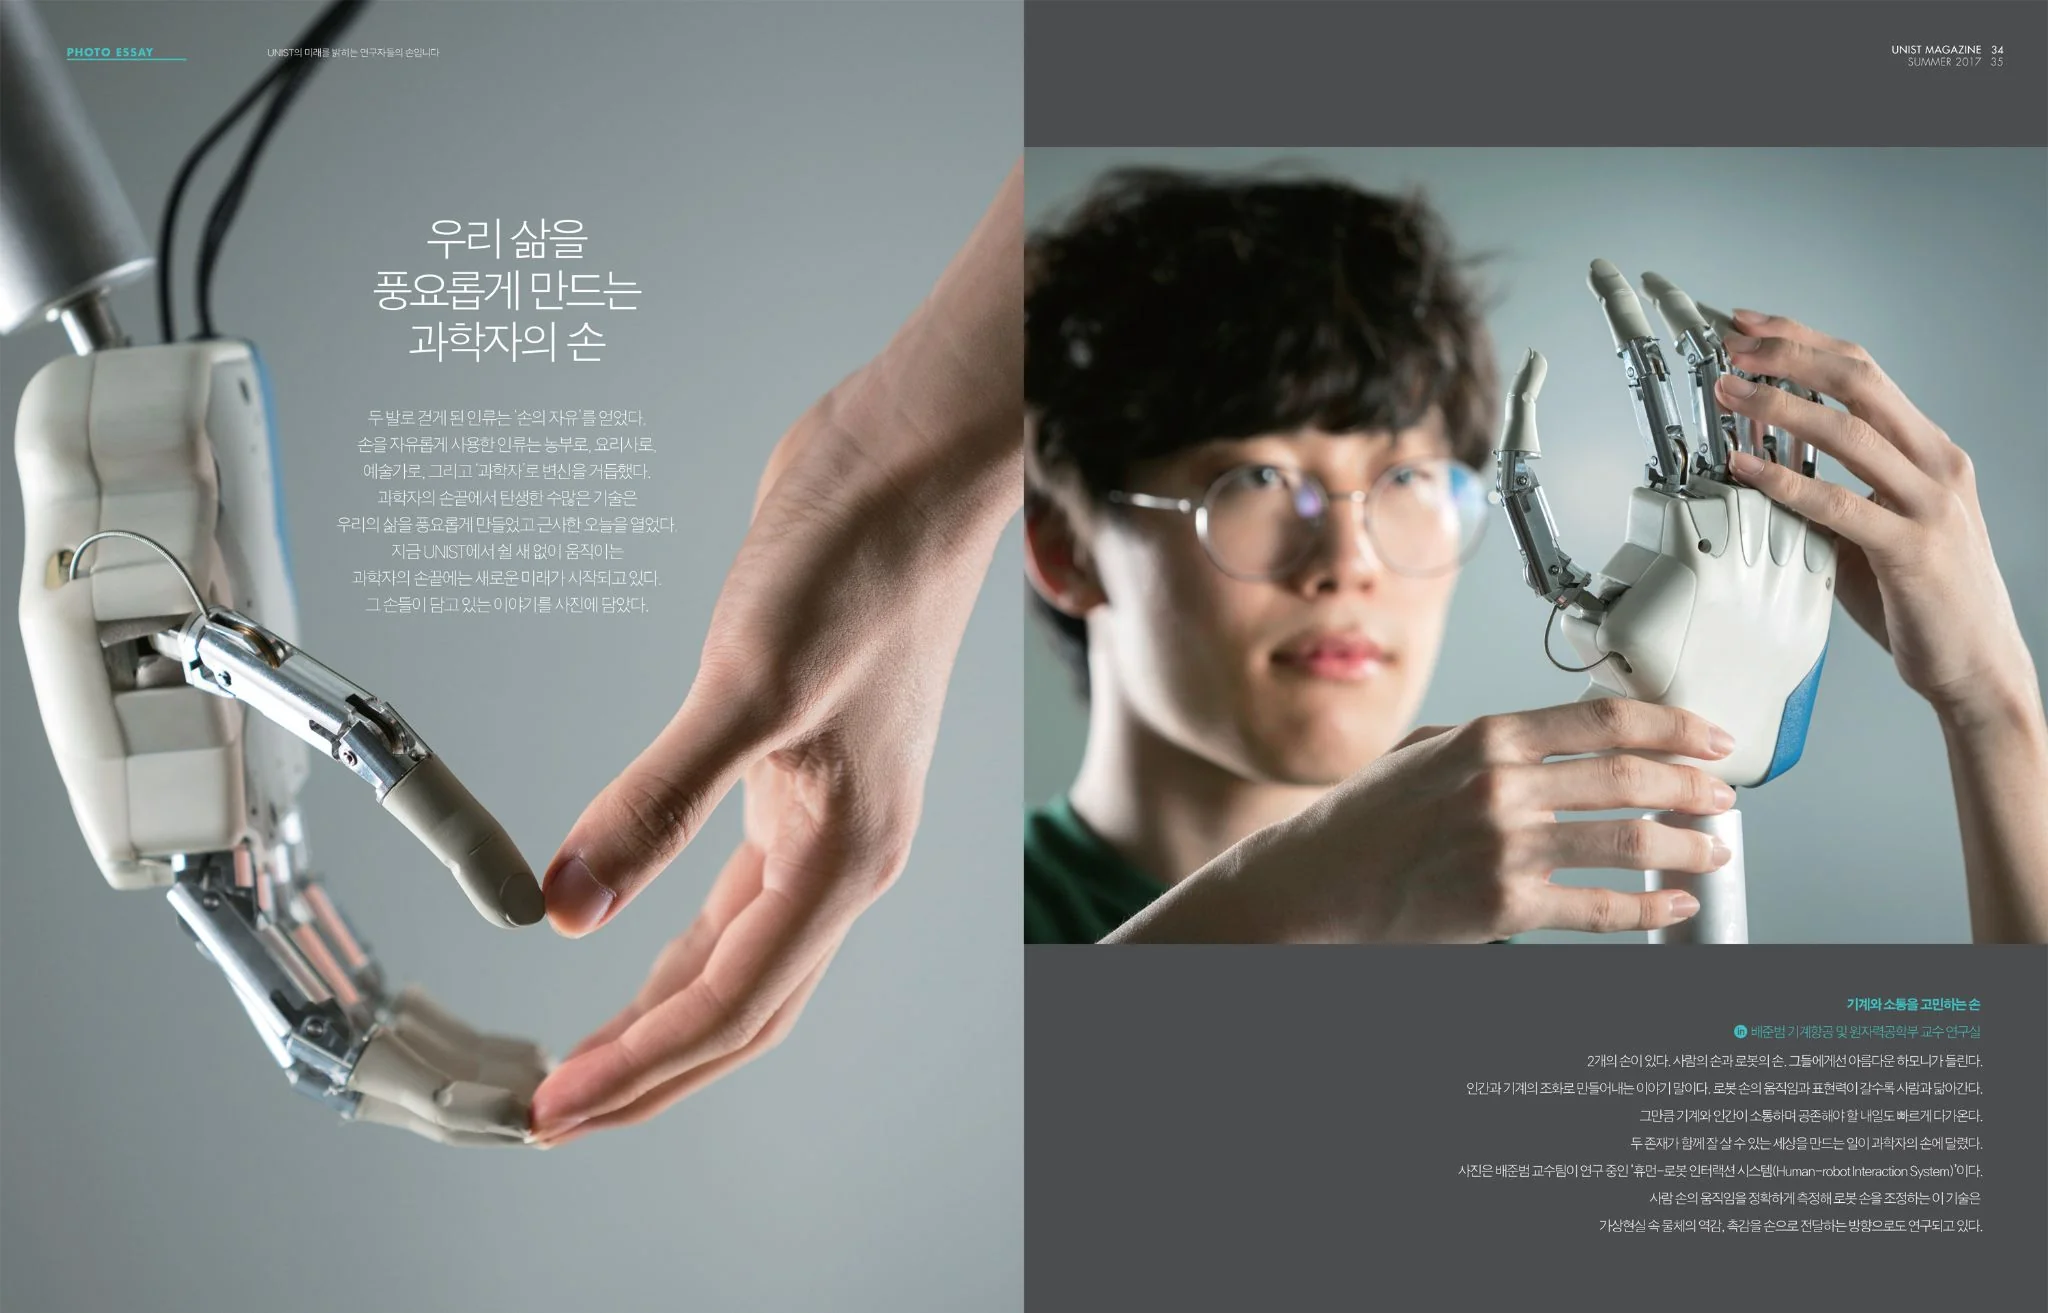 PHOTO ESSAY
UNIST의 미래를 밝히는 연구자들의 손입니다
UNIST MAGAZINE 34
SUMMER 2017 35
우리 삶을
풍요롭게 만드는
과학자의 손
두 발로 걷게 된 인류는 '손의 자유'를 얻었다.
손을 자유롭게 사용한 인류는 농부로, 요리사로,
예술가로, 그리고 '과학자'로 변신을 거듭했다.
과학자의 손끝에서 탄생한 수많은 기술은
우리의 삶을 풍요롭게 만들었고 근사한 오늘을 열었다.
지금 UNIST에서 쉴 새 없이 움직이는
과학자의 손끝에는 새로운 미래가 시작되고 있다.
그 손들이 담고 있는 이야기를 사진에 담았다.
기계와 소통을 고민하는 손
in 배준범 기계항공 및 원자력공학부 교수 연구실
2개의 손이 있다. 사람의 손과 로봇의 손. 그들에게선 아름다운 하모니가 들린다.
인간과 기계의 조화로 만들어내는 이야기 말이다. 로봇 손의 움직임과 표현력이 갈수록 사람과 닮아간다.
그만큼 기계와 인간이 소통하며 공존해야 할 내일도 빠르게 다가온다.
두 존재가 함께 잘 살 수 있는 세상을 만드는 일이 과학자의 손에 달렸다.
사진은 배준범 교수팀이 연구 중인 '휴먼-로봇 인터랙션 시스템(Human-robot Interaction System)'이다.
사람 손의 움직임을 정확하게 측정해 로봇 손을 조정하는 이 기술은
가상현실 속 물체의 역감, 촉감을 손으로 전달하는 방향으로도 연구되고 있다.